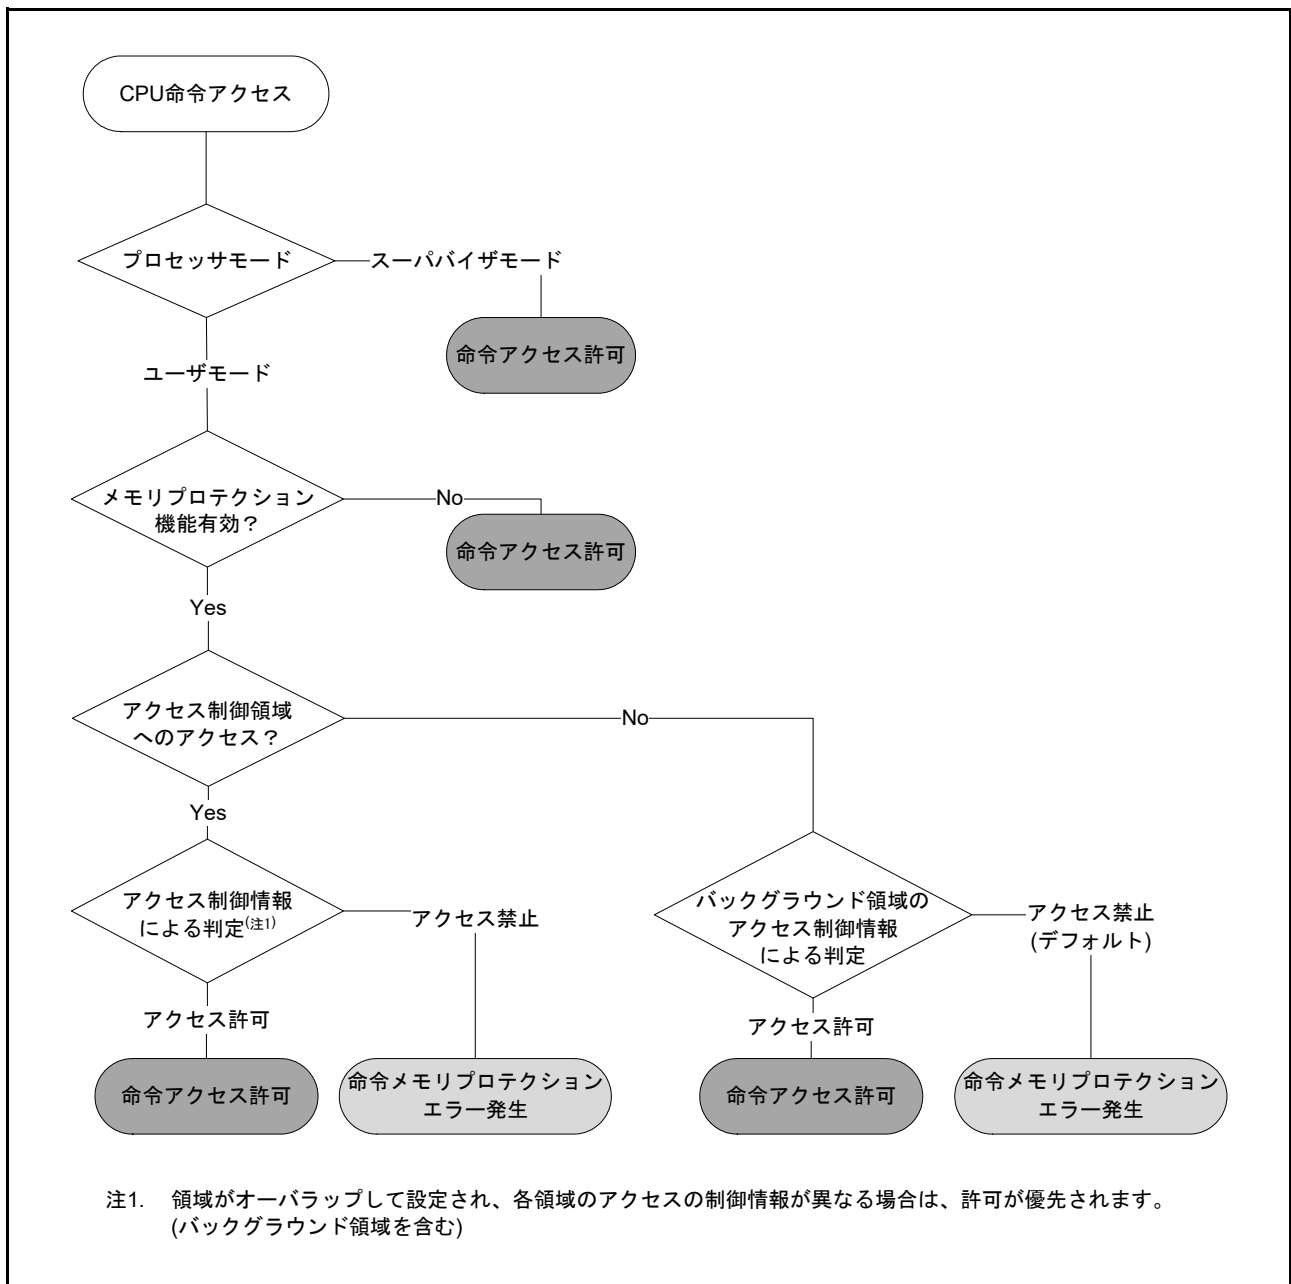 CPU命令アクセス
プロセッサモード
スーパバイザモード
命令アクセス許可
ユーザモード
メモリプロテクション
機能有効？
No
命令アクセス許可
Yes
アクセス制御領域
へのアクセス？
No
Yes
アクセス制御情報
による判定(注1)
アクセス禁止
バックグラウンド領域の
アクセス制御情報
による判定
アクセス禁止
(デフォルト)
アクセス許可
アクセス許可
命令アクセス許可
命令メモリプロテクション
エラー発生
命令アクセス許可
命令メモリプロテクション
エラー発生
注1. 領域がオーバラップして設定され、各領域のアクセスの制御情報が異なる場合は、許可が優先されます。
(バックグラウンド領域を含む)